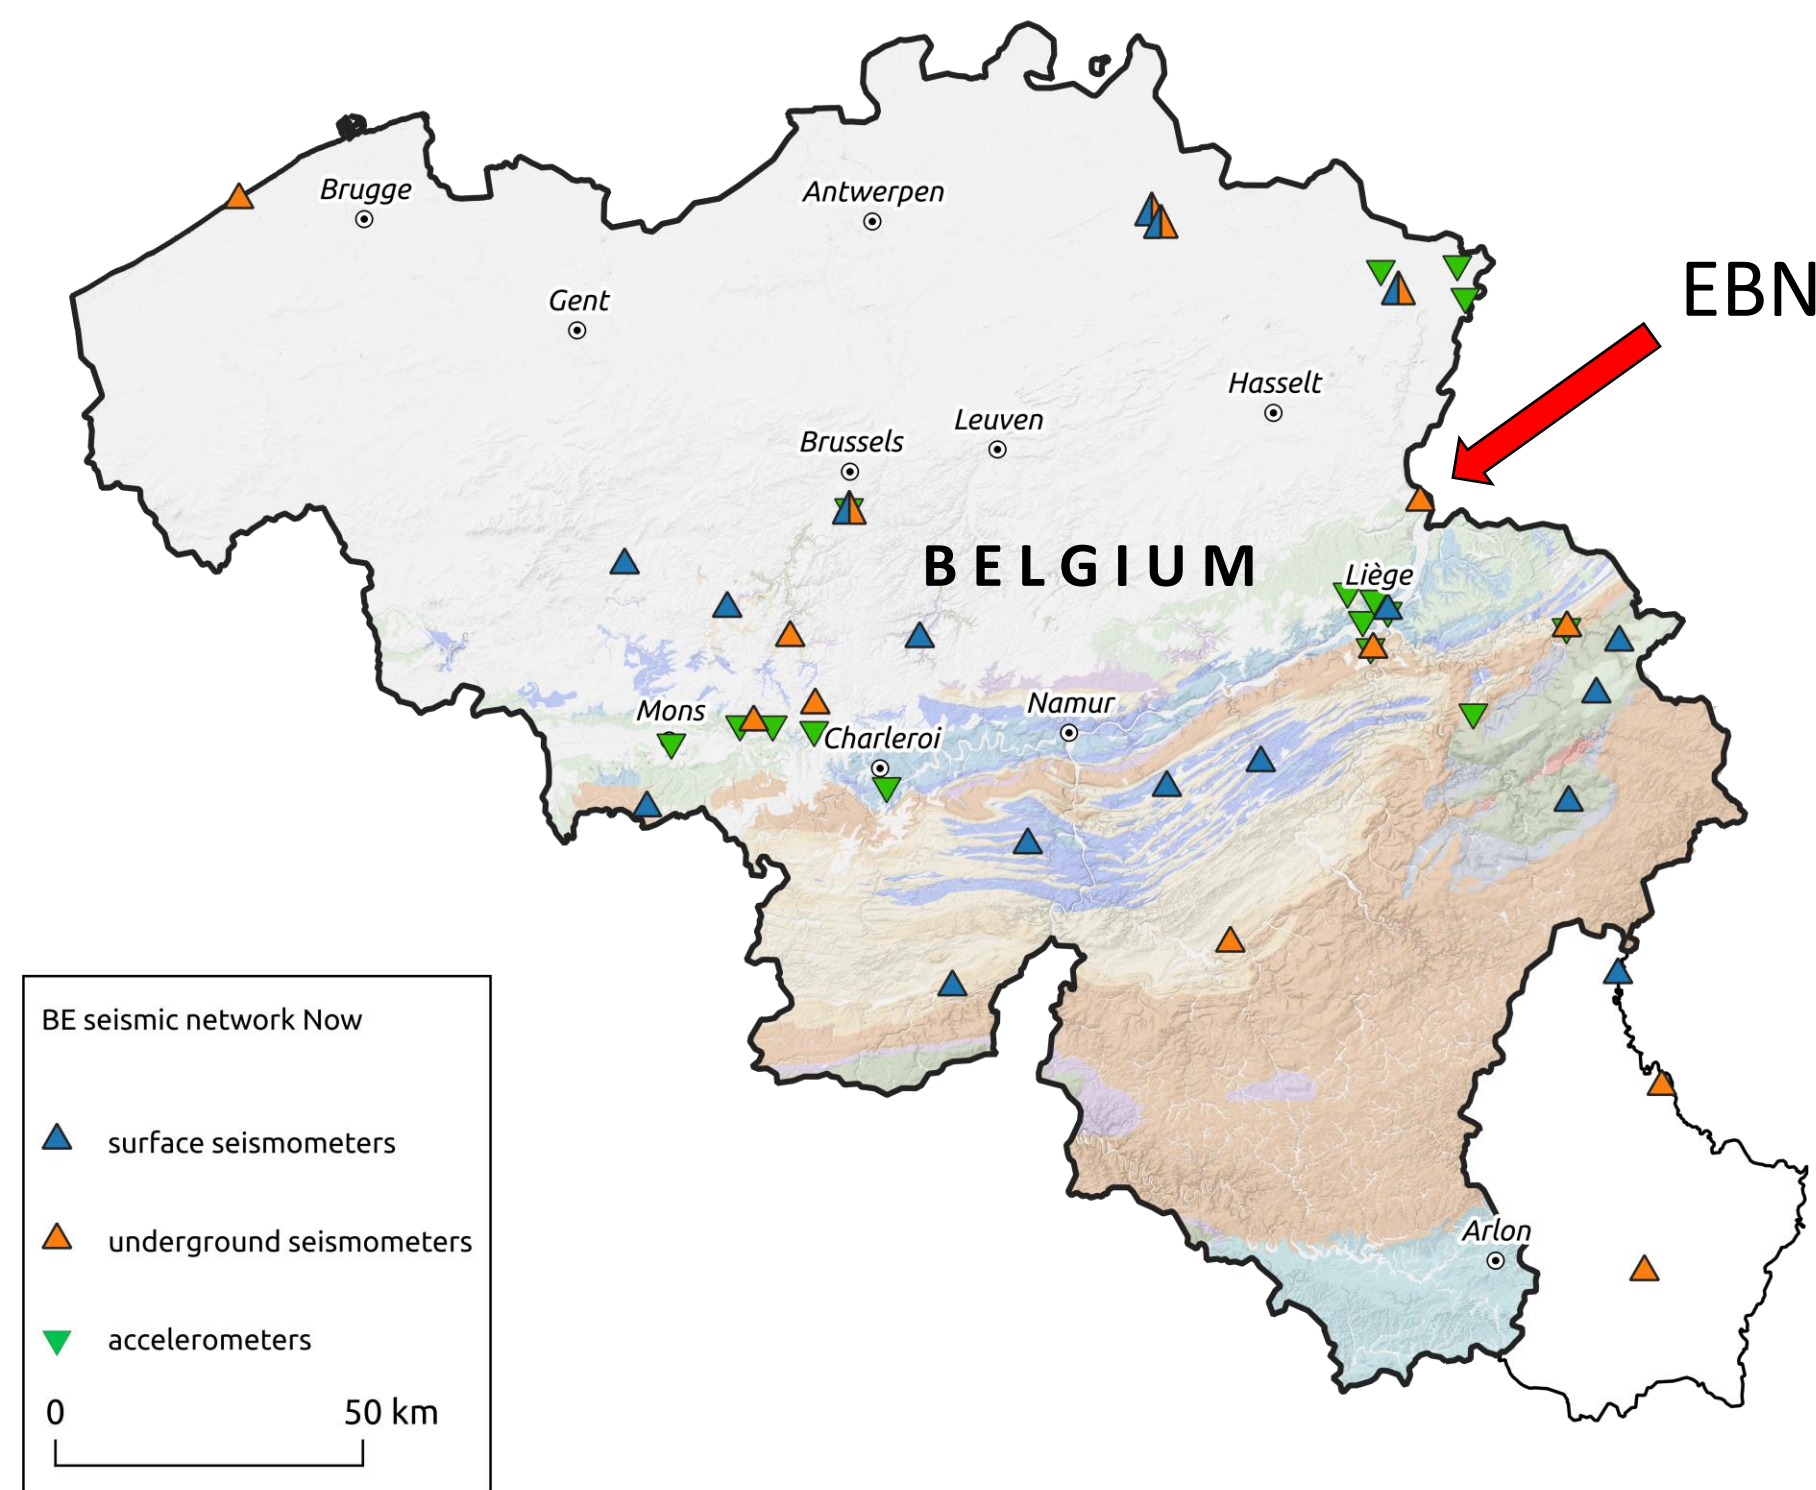 Brugge
Antwerpen
EBN
Gent
Hasselt
Leuven
Brussels
BELGIUM
Liège
Mons
Namur
Charleroi
Arlon
BE seismic network Now
surface seismometers
underground seismometers
accelerometers
0 50 km